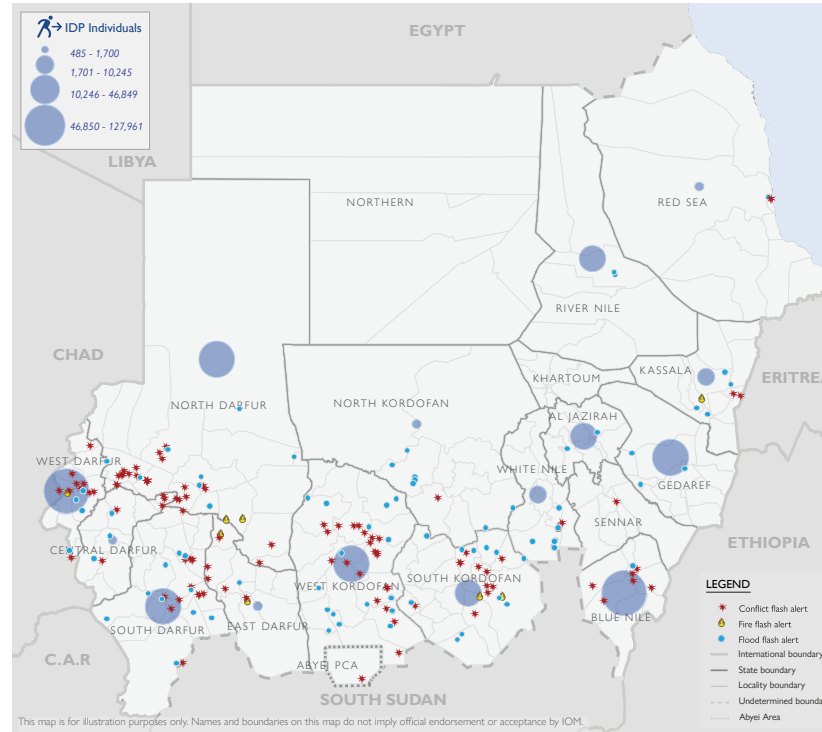 IDP Individuals
485 - 1,700
1,701 - 10,245
10,246 - 46,849
46,850 - 127,961
EGYPT
LIBYA
NORTHERN
RED SEA
RIVER NILE
CHAD
KHARTOUM
KASSALA
ERITREA
NORTH DARFUR
NORTH KORDOFAN
AL JAZIRAH
WEST DARFUR
WHITE NILE
GEDAREF
SENNAR
CENTRAL DARFUR
ETHIOPIA
WEST KORDOFAN
SOUTH KORDOFAN
BLUE NILE
SOUTH DARFUR
EAST DARFUR
C.A.R
ABYEI PCA
SOUTH SUDAN
LEGEND
Conflict flash alert
Fire flash alert
Flood flash alert
International boundary
State boundary
Locality boundary
Undetermined bounda
Abyei Area
This map is for illustration purposes only. Names and boundaries on this map do not imply official endorsement or acceptance by IOM.